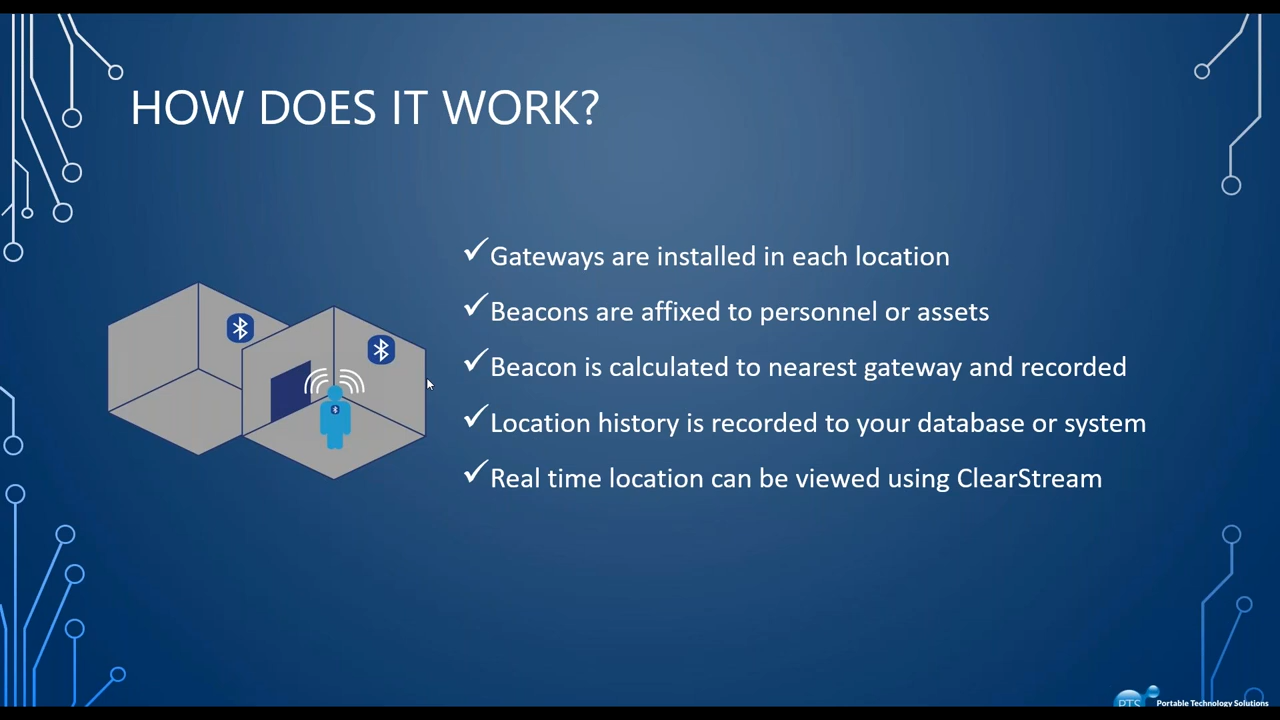 HOW DOES IT WORK?
✓Gateways are installed in each location
✓Beacons are affixed to personnel or assets
✓Beacon is calculated to nearest gateway and recorded
✓Location history is recorded to your database or system
✓Real time location can be viewed using ClearStream
PTS Portable Technology Solutions